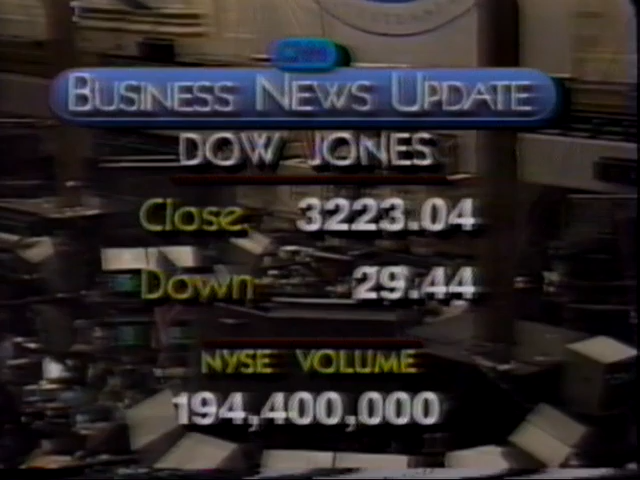 BUSINESS NEWS UPDATE
DOW JONES
Close 3223.04
Down 29.44
NYSE VOLUME
194,400,000